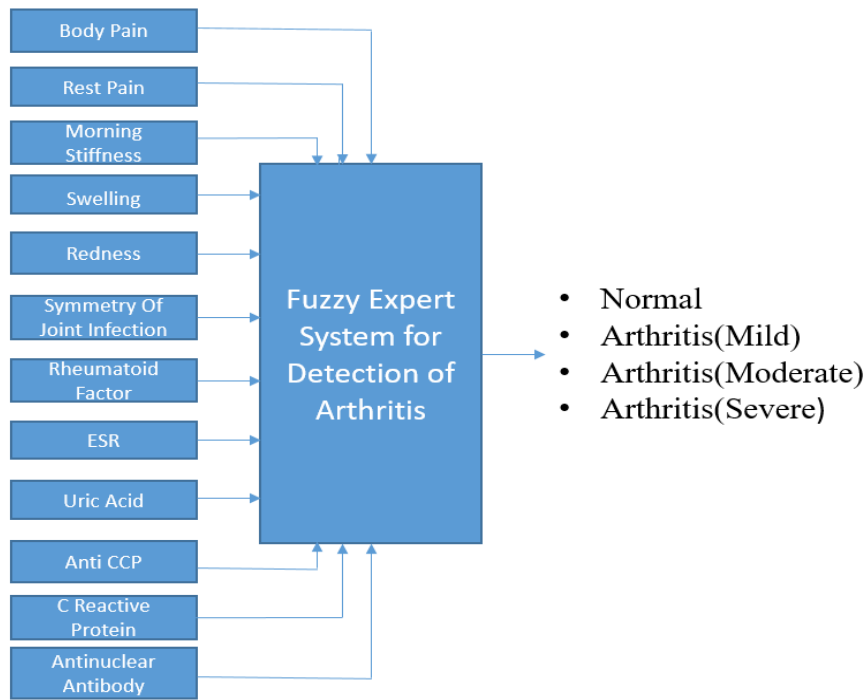 Body Pain
Rest Pain
Morning
Stiffness
Swelling
Redness
Symmetry Of
Joint Infection
Rheumatoid
Factor
ESR
Uric Acid
Anti CCP
C Reactive
Protein
Antinuclear
Antibody
Fuzzy Expert
System for
Detection of
Arthritis
• Normal
• Arthritis(Mild)
• Arthritis(Moderate)
• Arthritis(Severe)